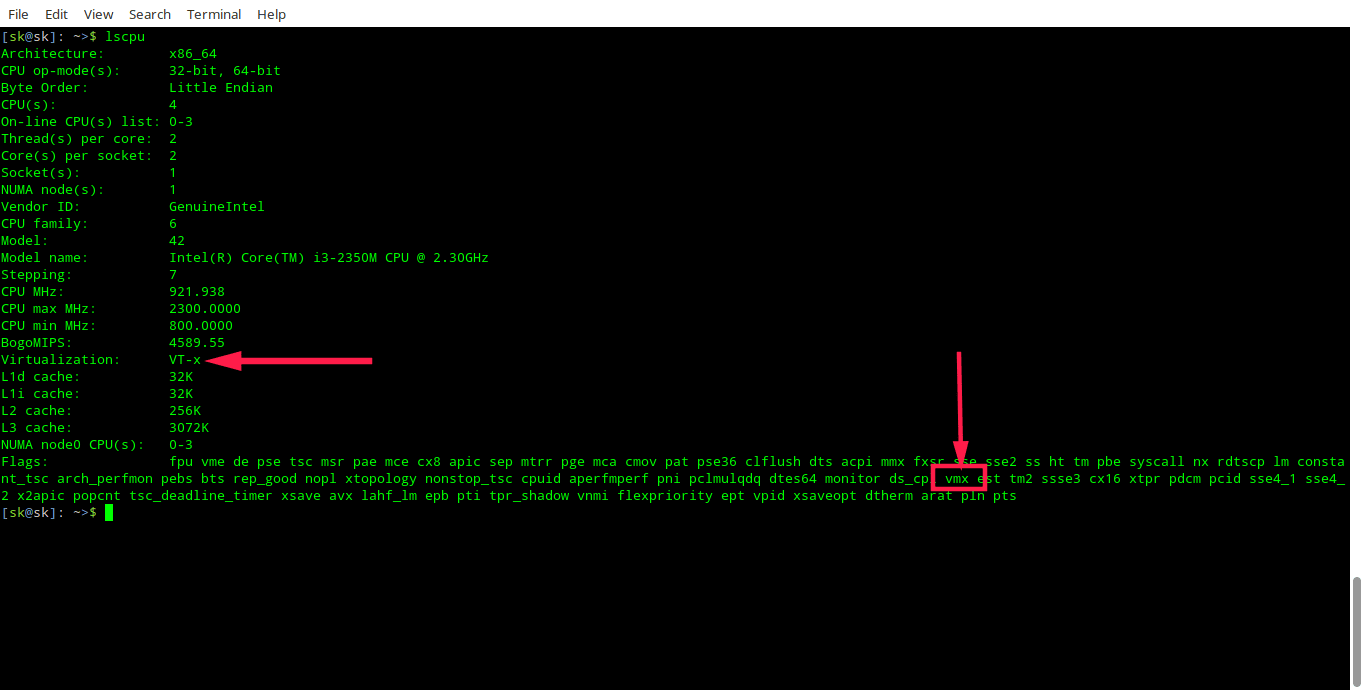 File Edit View Search Terminal Help
[sk@sk]: ~>$ lscpu
Architecture: x86_64
CPU op-mode(s): 32-bit, 64-bit
Byte Order: Little Endian
CPU(s): 4
On-line CPU(s) list: 0-3
Thread(s) per core: 2
Core(s) per socket: 2
Socket(s): 1
NUMA node(s): 1
Vendor ID: GenuineIntel
CPU family: 6
Model: 42
Model name: Intel(R) Core(TM) i3-2350M CPU @ 2.30GHz
Stepping: 7
CPU MHz: 921.938
CPU max MHz: 2300.0000
CPU min MHz: 800.0000
BogoMIPS: 4589.55
Virtualization: VT-x
L1d cache: 32K
L1i cache: 32K
L2 cache: 256K
L3 cache: 3072K
NUMA node0 CPU(s): 0-3
Flags: fpu vme de pse tsc msr pae mce cx8 apic sep mtrr pge mca cmov pat pse36 clflush dts acpi mmx fxsr sse sse2 ss ht tm pbe syscall nx rdtscp lm consta
nt_tsc arch_perfmon pebs bts rep_good nopl xtopology nonstop_tsc cpuid aperfmperf pni pclmulqdq dtes64 monitor ds_cpl vmx est tm2 ssse3 cx16 xtpr pdcm pcid sse4_1 sse4_
2 x2apic popcnt tsc_deadline_timer xsave avx lahf_lm epb pti tpr_shadow vnmi flexpriority ept vpid xsaveopt dtherm arat pln pts
[sk@sk]: ~>$